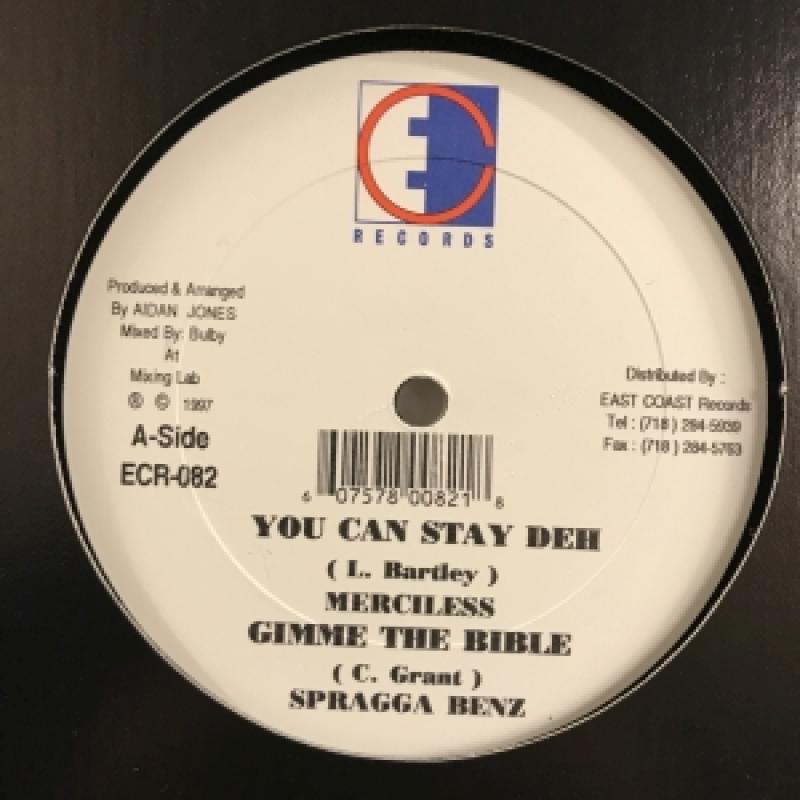 EC
RECORDS
Produced & Arranged
By AIDAN JONES
Mixed By: Bulby
At
Mixing Lab
℗ © 1997
A-Side
ECR-082
Distributed By :
EAST COAST Records
Tel : (718 ) 284-5939
Fax : (718 ) 284-5763
6 07578 00821 8
YOU CAN STAY DEH
( L. Bartley )
MERCILESS
GIMME THE BIBLE
( C. Grant )
SPRAGGA BENZ